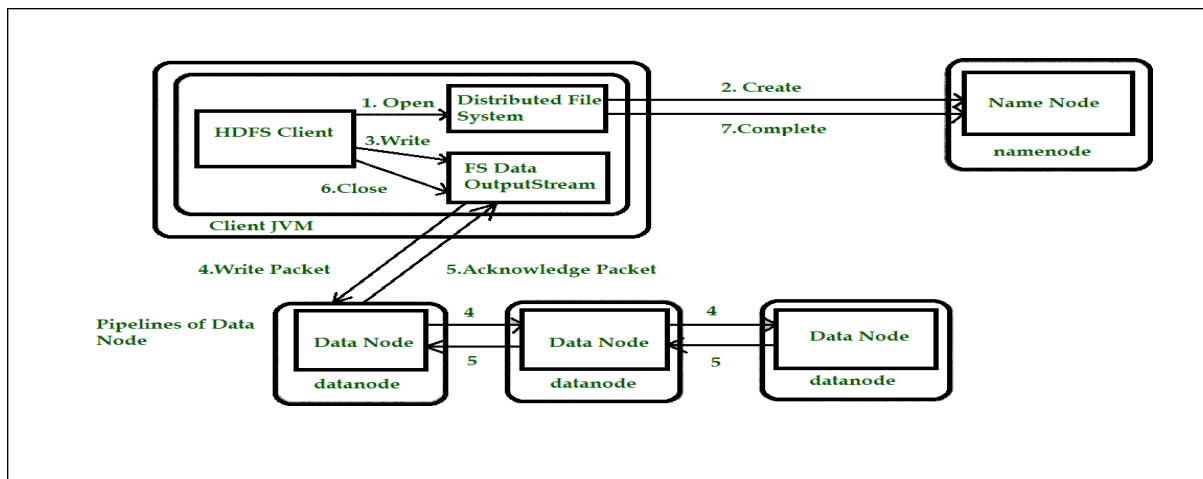 2. Create
1. Open
Distributed File
System
Name Node
HDFS Client
7.Complete
3.Write
namenode
FS Data
OutputStream
6.Close
Client JVM
4.Write Packet
5.Acknowledge Packet
Pipelines of Data
Node
4
4
Data Node
Data Node
Data Node
5
5
datanode
datanode
datanode